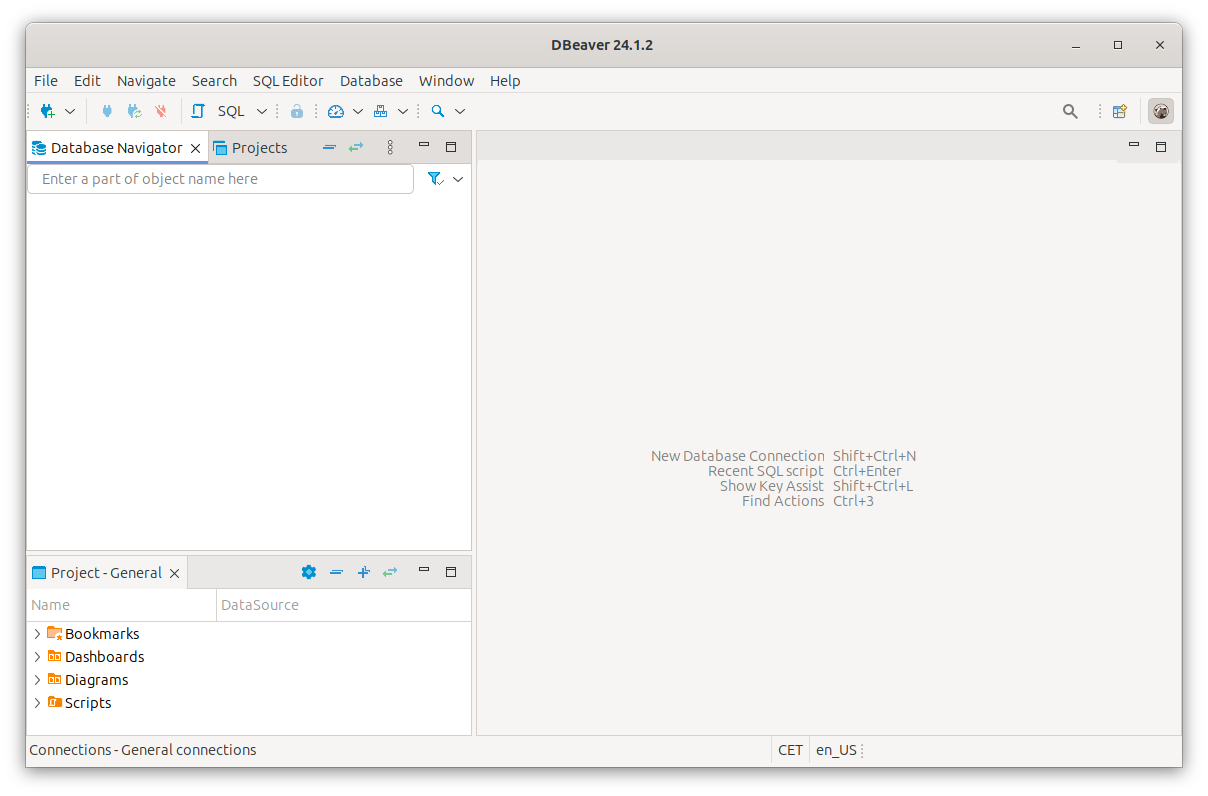 DBeaver 24.1.2
File Edit Navigate Search SQL Editor Database Window Help
SQL
Database Navigator Projects
Enter a part of object name here
New Database Connection Shift+Ctrl+N
Recent SQL script Ctrl+Enter
Show Key Assist Shift+Ctrl+L
Find Actions Ctrl+3
Project - General
Name DataSource
Bookmarks
Dashboards
Diagrams
Scripts
Connections - General connections CET en_US